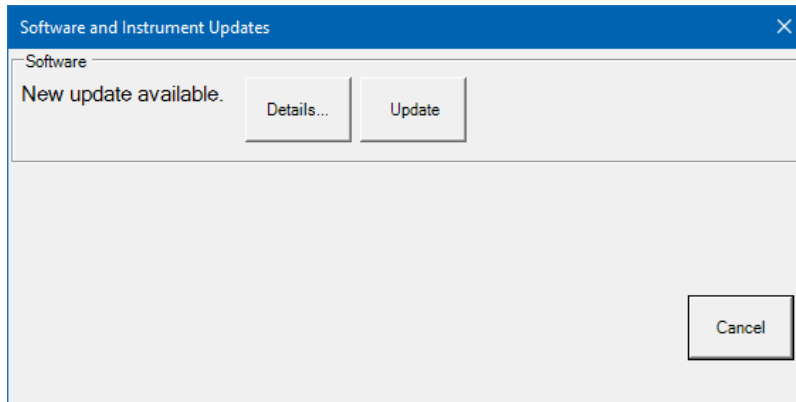 Software and Instrument Updates
Software
New update available.
Details...
Update
Cancel